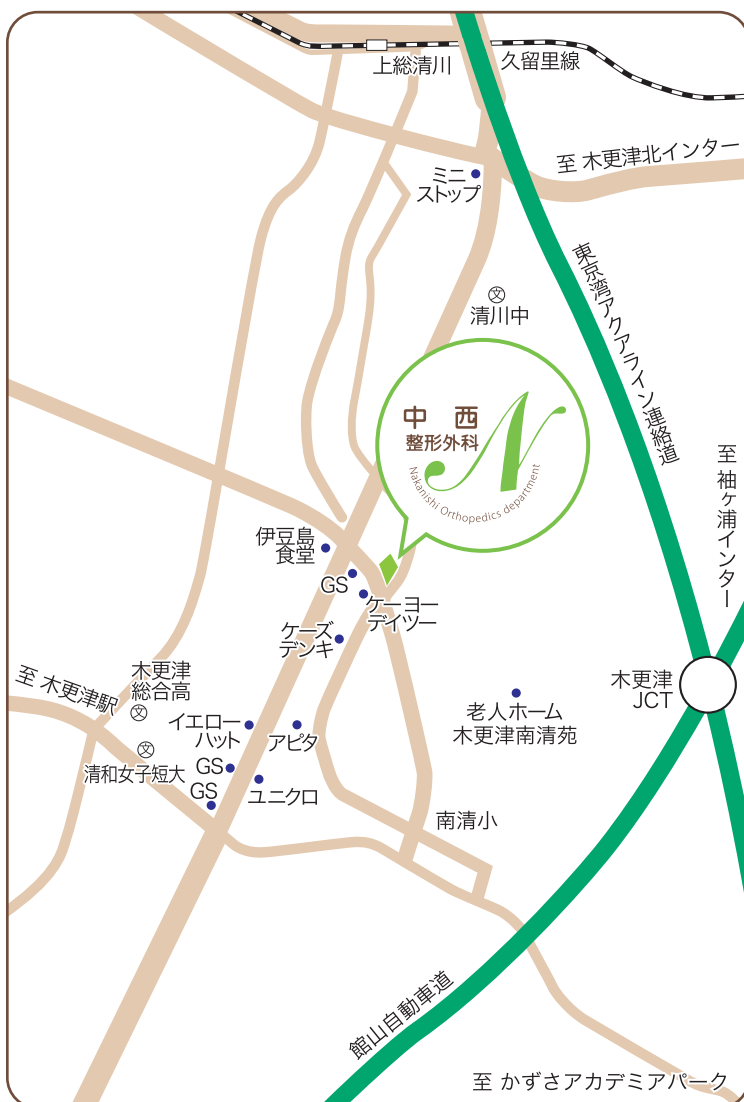 上総清川
久留里線
至 木更津北インター
ミニ
ストップ
文
清川中
東京湾アクアライン連絡道
中 西
整形外科
N
Nakanishi Orthopedics department
至 袖ヶ浦インター
伊豆島
食堂
GS
ケーヨー
デイツー
ケーズ
デンキ
至 木更津駅
木更津
総合高
文
木更津
JCT
老人ホーム
木更津南清苑
イエロー
ハット
アピタ
文
清和女子短大
GS
GS
ユニクロ
南清小
館山自動車道
至 かずさアカデミアパーク